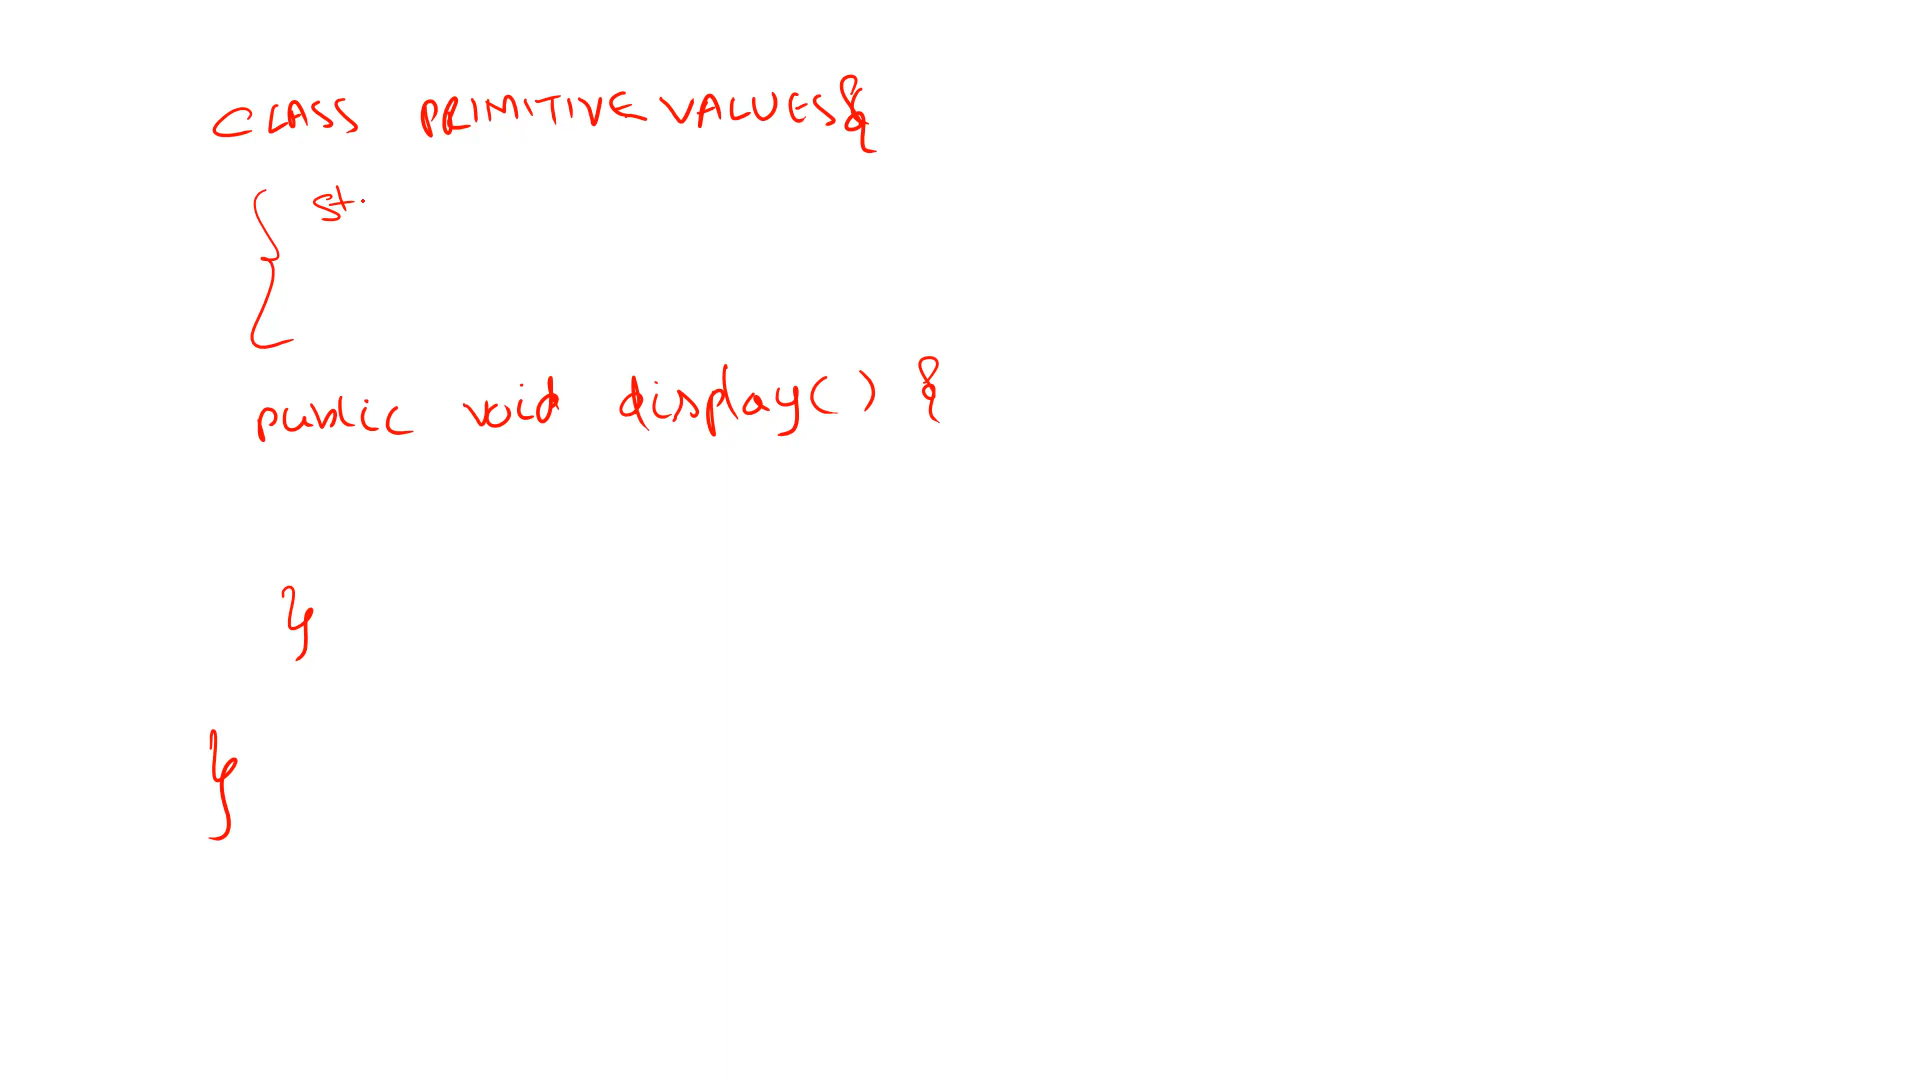 CLASS PRIMITIVEVALUES{
{ st.
public void display() {
}
}